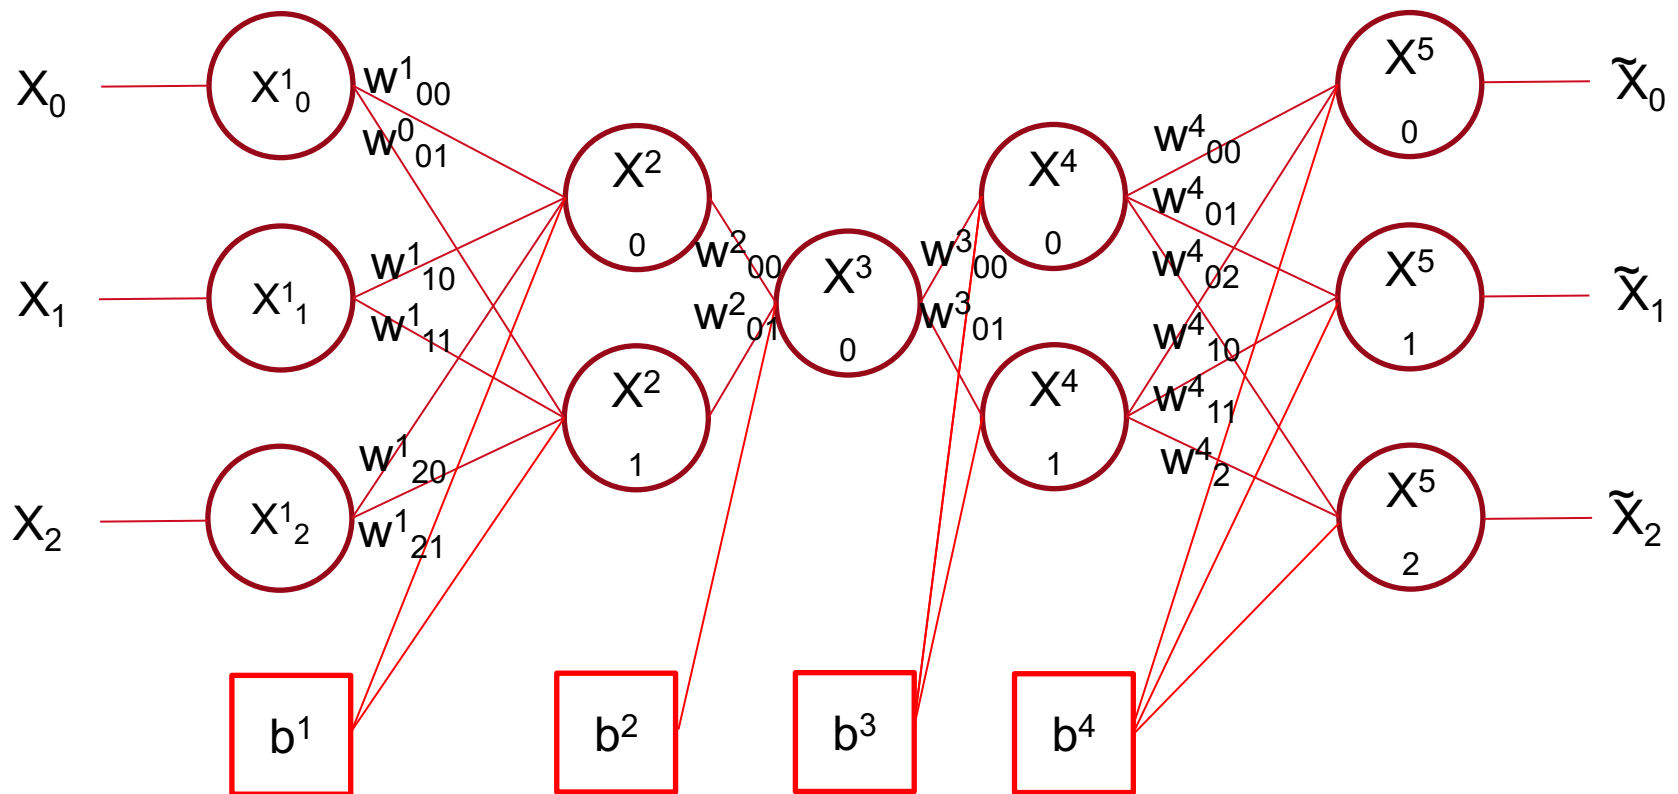 X₀
X¹₀
w¹₀₀
w⁰₀₁
X₁
X¹₁
w¹₁₀
w¹₁₁
X₂
X¹₂
w¹₂₀
w¹₂₁
X²
0
X²
1
w²₀₀
w²₀₁
X³
0
w³₀₀
w³₀₁
X⁴
0
X⁴
1
w⁴₀₀
w⁴₀₁
w⁴₀₂
w⁴₁₀
w⁴₁₁
w⁴₂
X⁵
0
X⁵
1
X⁵
2
X̃₀
X̃₁
X̃₂
b¹
b²
b³
b⁴